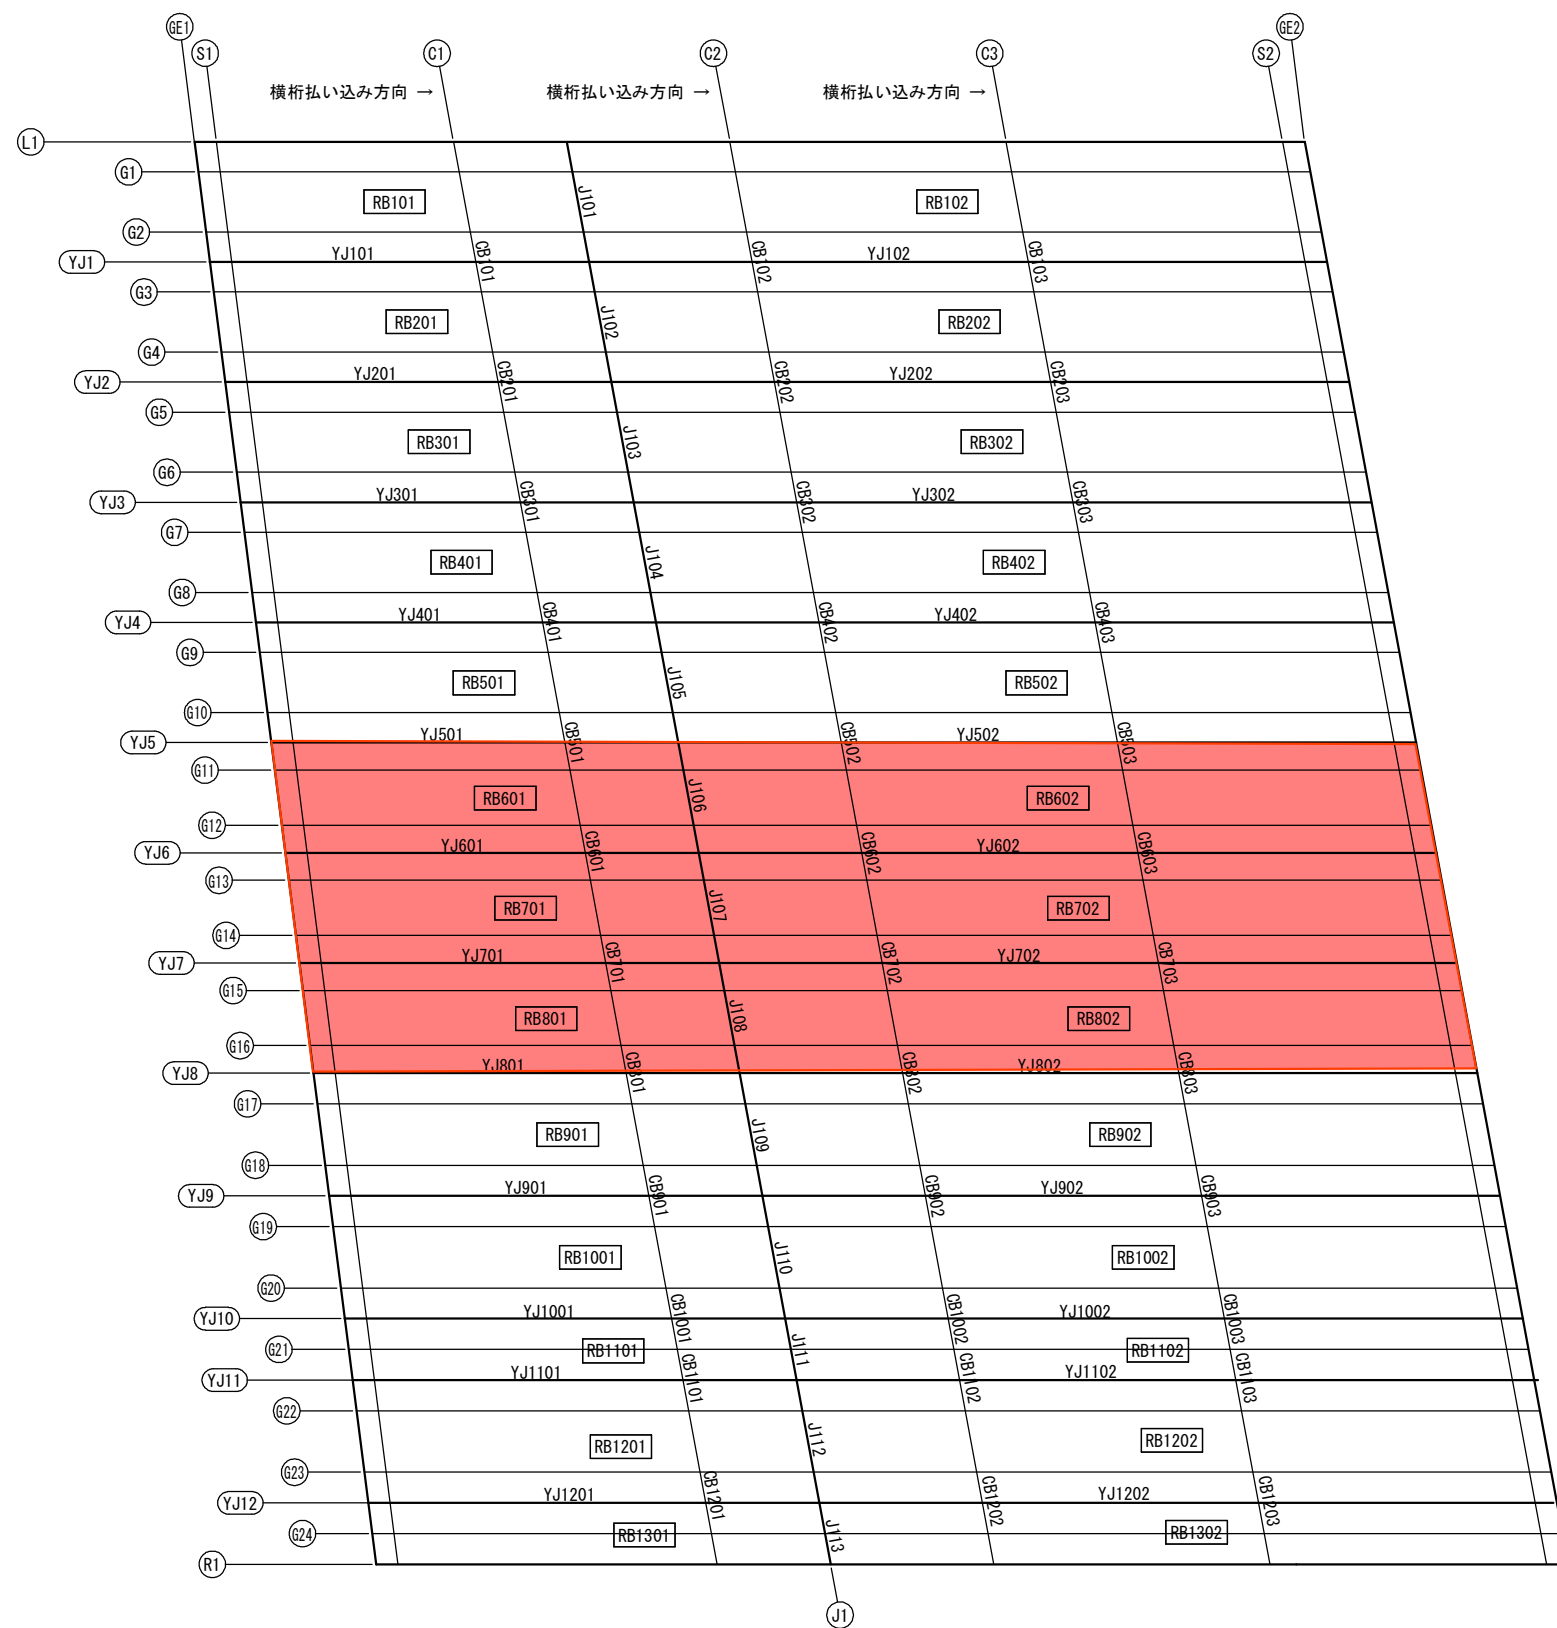 GE1 GE2
S1 C1 C2 C3 S2
横桁払い込み方向 → 横桁払い込み方向 → 横桁払い込み方向 →
L1
G1
RB101 J101 RB102
G2
YJ1 YJ101 CB101 CB102 YJ102 CB103
G3
RB201 J102 RB202
G4
YJ2 YJ201 CB201 CB202 YJ202 CB203
G5
RB301 J103 RB302
G6
YJ3 YJ301 CB301 CB302 YJ302 CB303
G7
RB401 J104 RB402
G8
YJ4 YJ401 CB401 CB402 YJ402 CB403
G9
RB501 J105 RB502
G10
YJ5 YJ501 CB501 CB502 YJ502 CB503
G11
RB601 J106 RB602
G12
YJ6 YJ601 CB601 CB602 YJ602 CB603
G13
RB701 J107 RB702
G14
YJ7 YJ701 CB701 CB702 YJ702 CB703
G15
RB801 J108 RB802
G16
YJ8 YJ801 CB801 CB802 YJ802 CB803
G17
RB901 J109 RB902
G18
YJ9 YJ901 CB901 CB902 YJ902 CB903
G19
RB1001 J110 RB1002
G20
YJ10 YJ1001 CB1001 CB1002 YJ1002 CB1003
G21 RB1101 J111 RB1102
YJ11 YJ1101 CB1101 CB1102 YJ1102 CB1103
G22
RB1201 J112 RB1202
G23
YJ12 YJ1201 CB1201 CB1202 YJ1202 CB1203
G24 RB1301 J113 RB1302
R1
J1